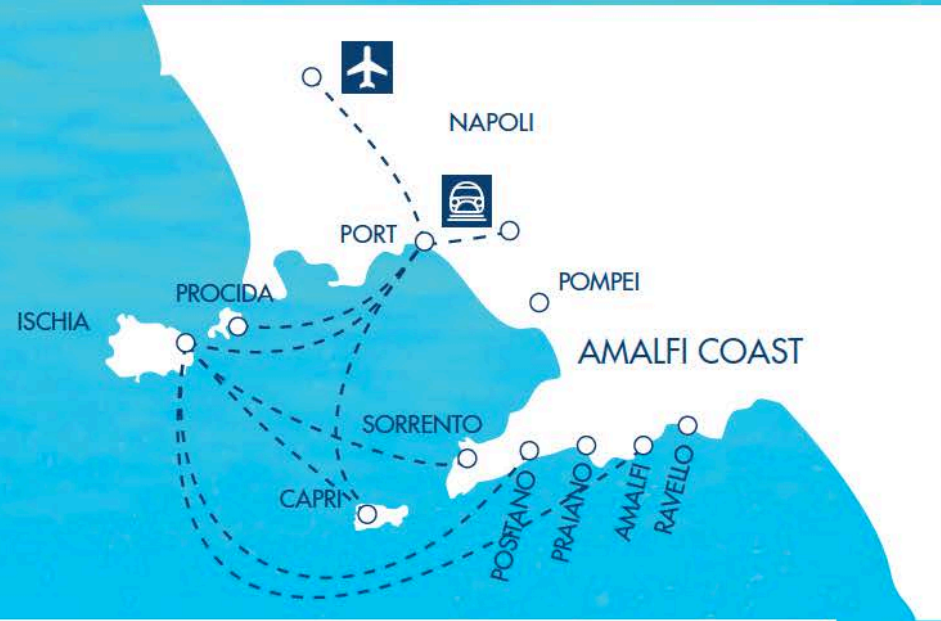 NAPOLI
PORT
POMPEI
PROCIDA
ISCHIA
AMALFI COAST
SORRENTO
CAPRI
POSITANO
PRAIANO
AMALFI
RAVELLO